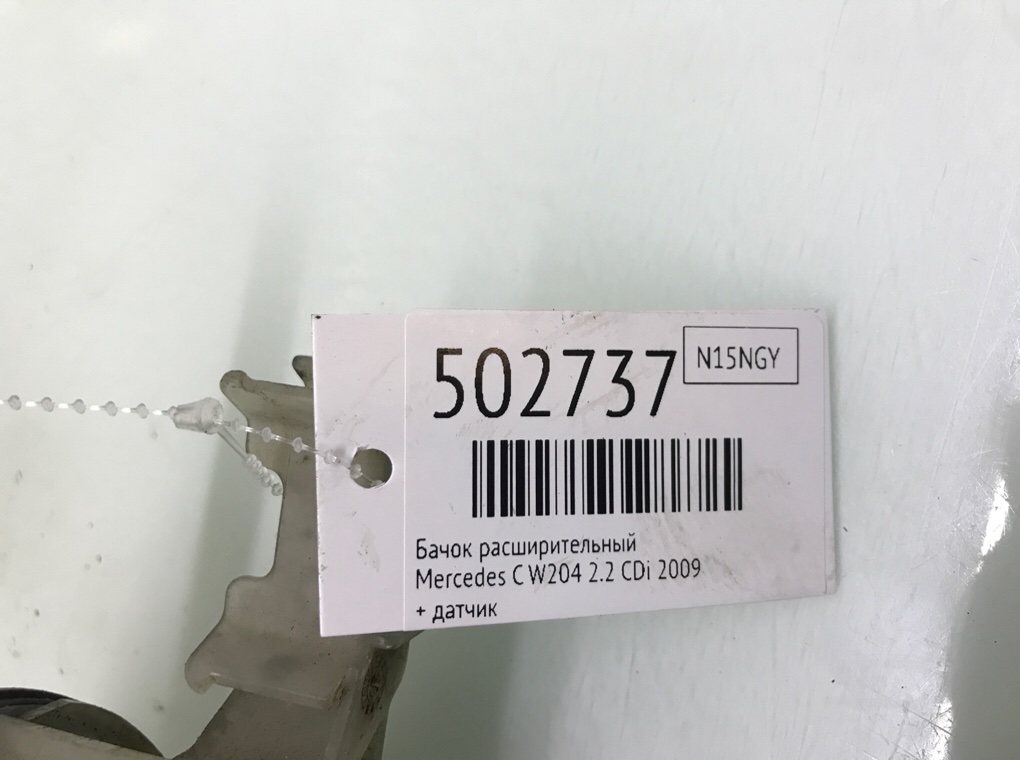 502737
N15NGY
Бачок расширительный
Mercedes C W204 2.2 CDi 2009
+ датчик